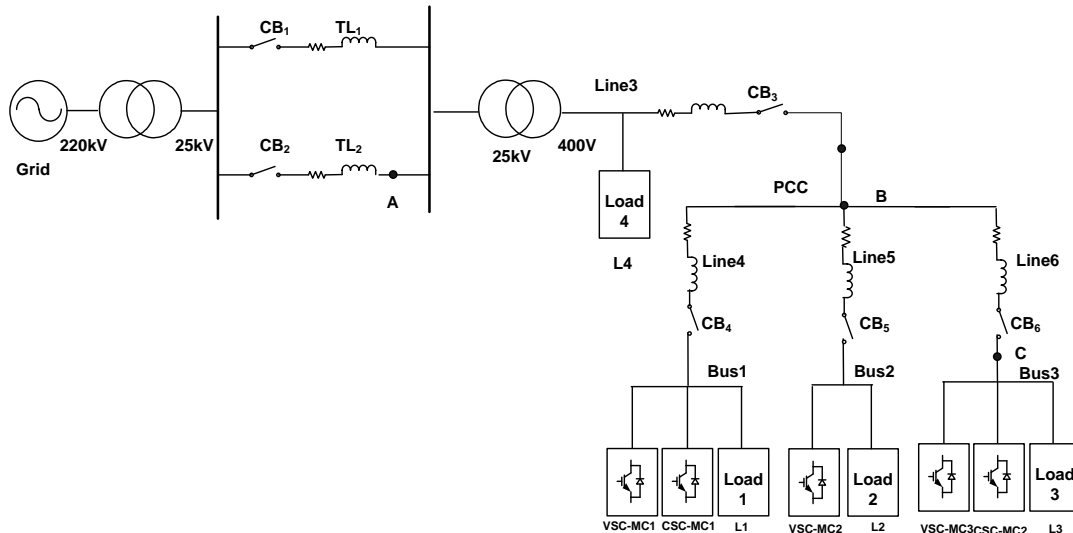 CB₁
TL₁
220kV
25kV
Grid
CB₂
TL₂
A
25kV
400V
Line3
CB₃
Load
4
L4
PCC
B
Line4
Line5
Line6
CB₄
CB₅
CB₆
C
Bus1
Bus2
Bus3
Load
1
Load
2
Load
3
VSC-MC1
CSC-MC1
L1
VSC-MC2
L2
VSC-MC3
CSC-MC2
L3